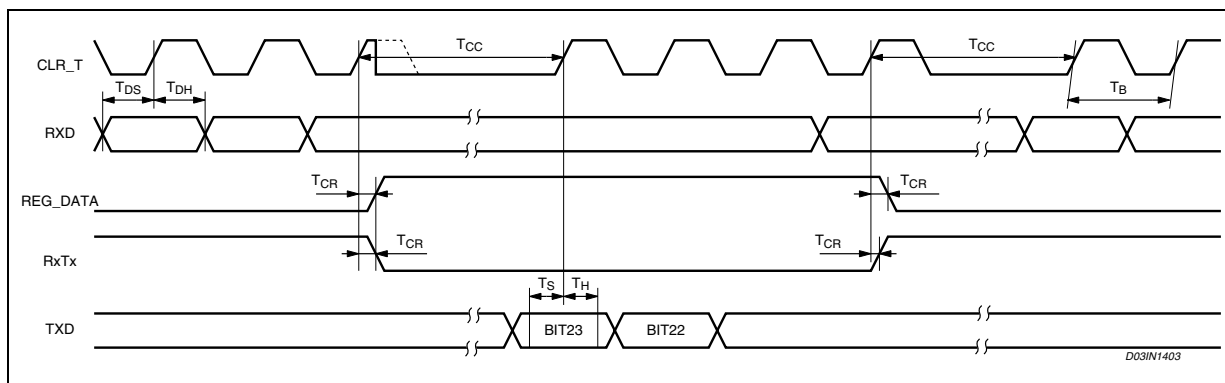 CLR_T
TCC
TCC
TDS
TDH
TB
RXD
TCR
TCR
REG_DATA
TCR
TCR
RxTx
TS
TH
TXD
BIT23
BIT22
D03IN1403